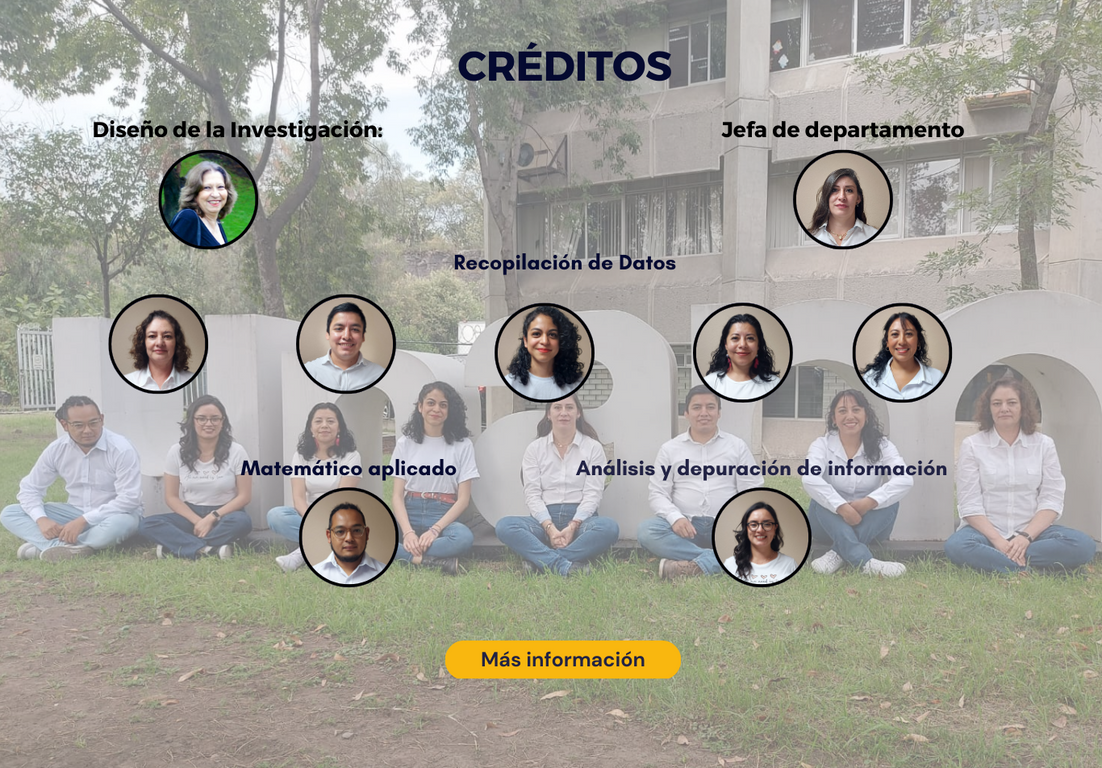 CRÉDITOS
Diseño de la Investigación:
Jefa de departamento
Recopilación de Datos
Matemático aplicado
Análisis y depuración de información
Más información